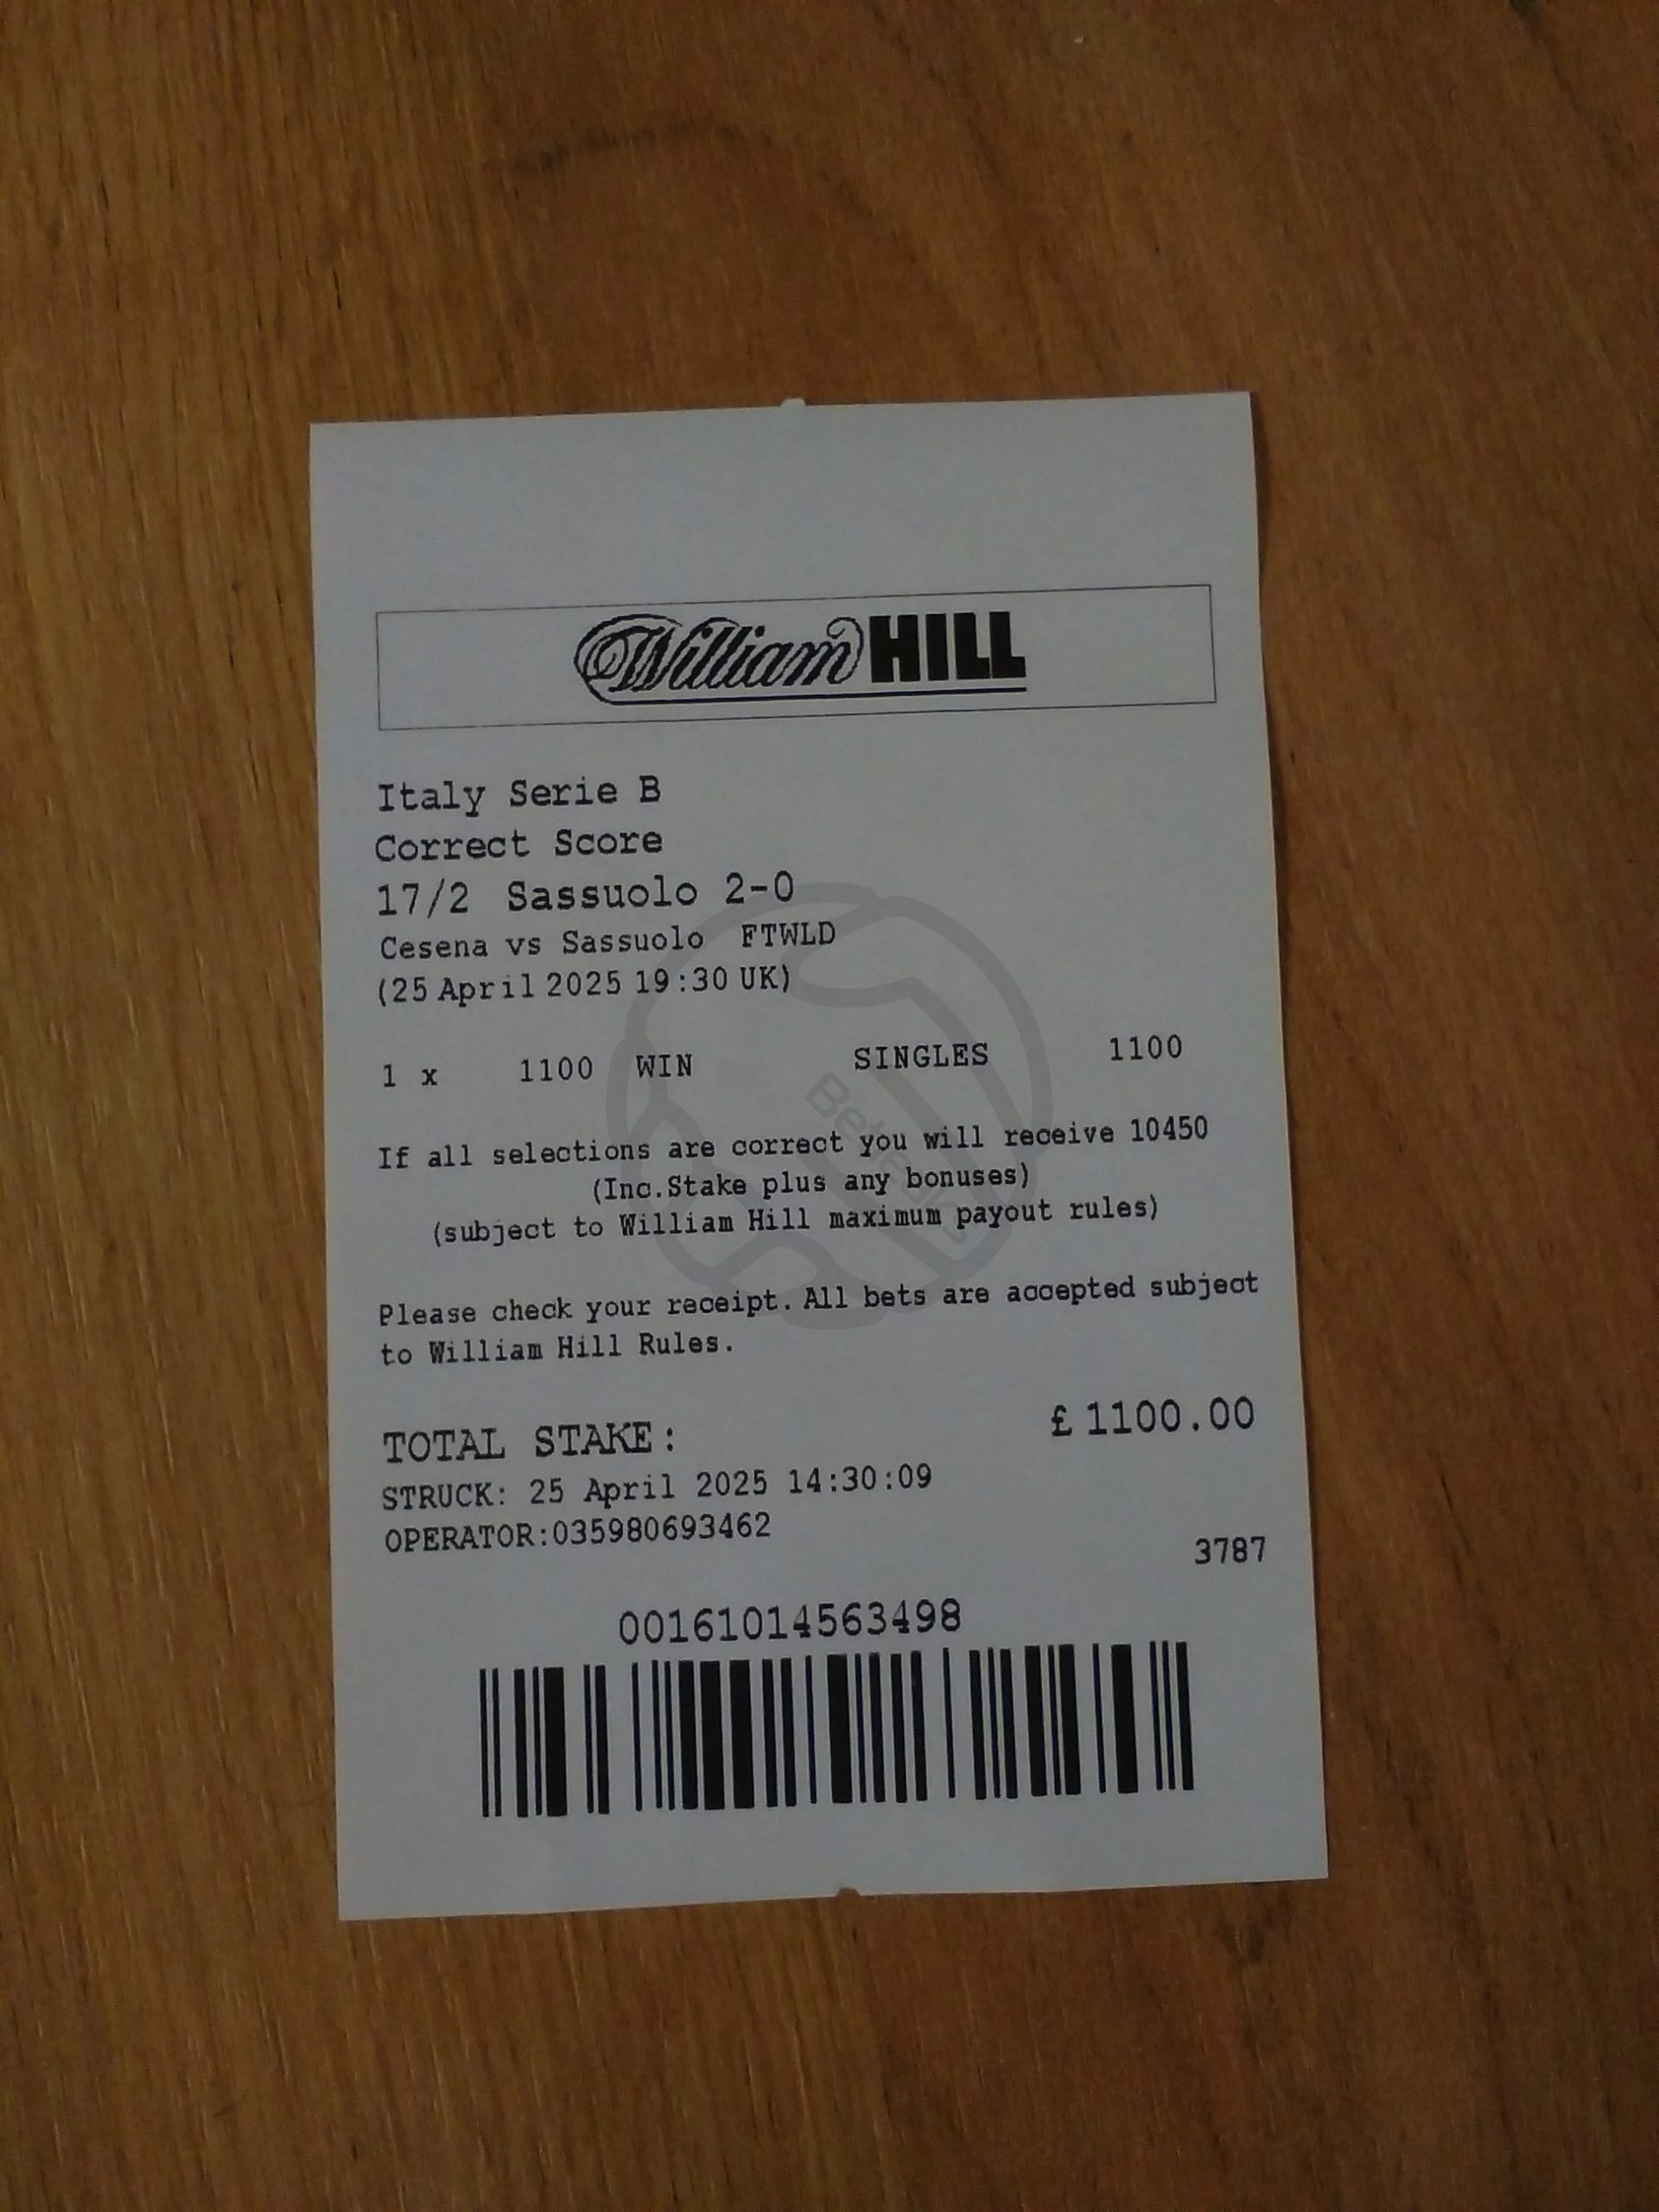 William HILL
Italy Serie B
Correct Score
17/2 Sassuolo 2-0
Cesena vs Sassuolo FTWLD
(25 April 2025 19:30 UK)
1 x 1100 WIN SINGLES 1100
If all selections are correct you will receive 10450
(Inc.Stake plus any bonuses)
(subject to William Hill maximum payout rules)
Please check your receipt. All bets are accepted subject
to William Hill Rules.
TOTAL STAKE: £ 1100.00
STRUCK: 25 April 2025 14:30:09
OPERATOR:035980693462
3787
00161014563498